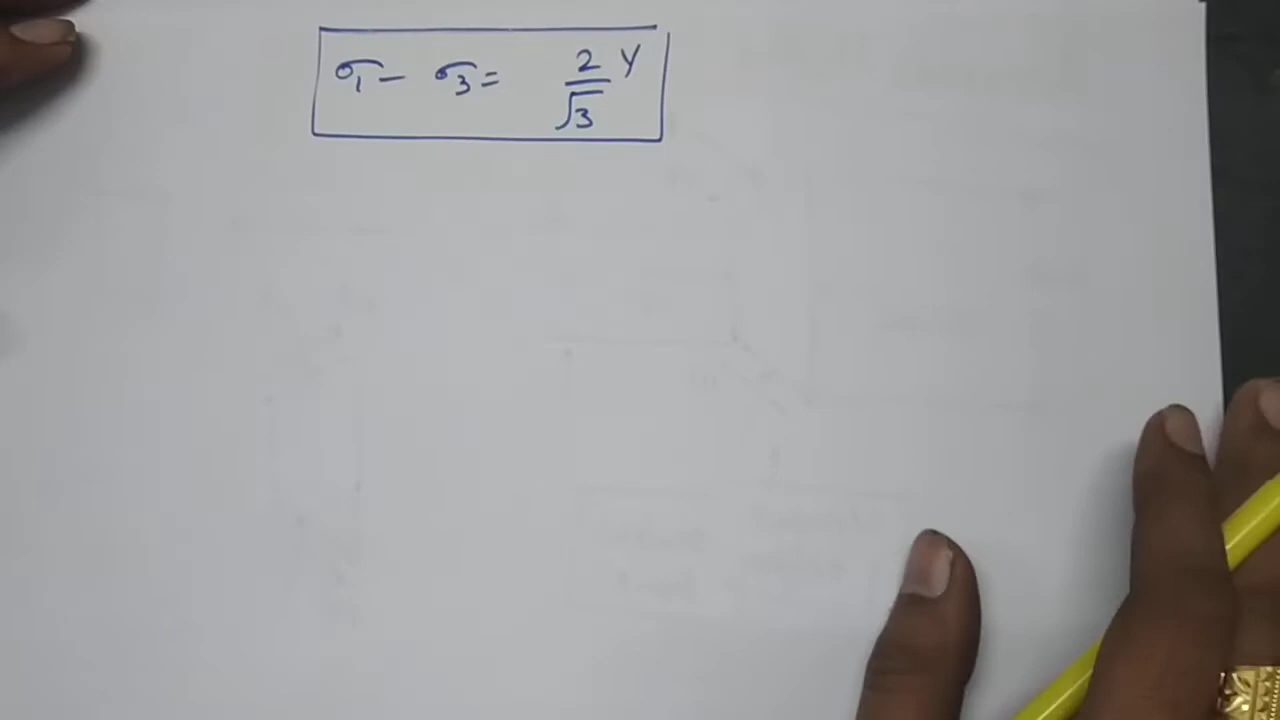 σ₁ - σ₃ = 2/√3 Y